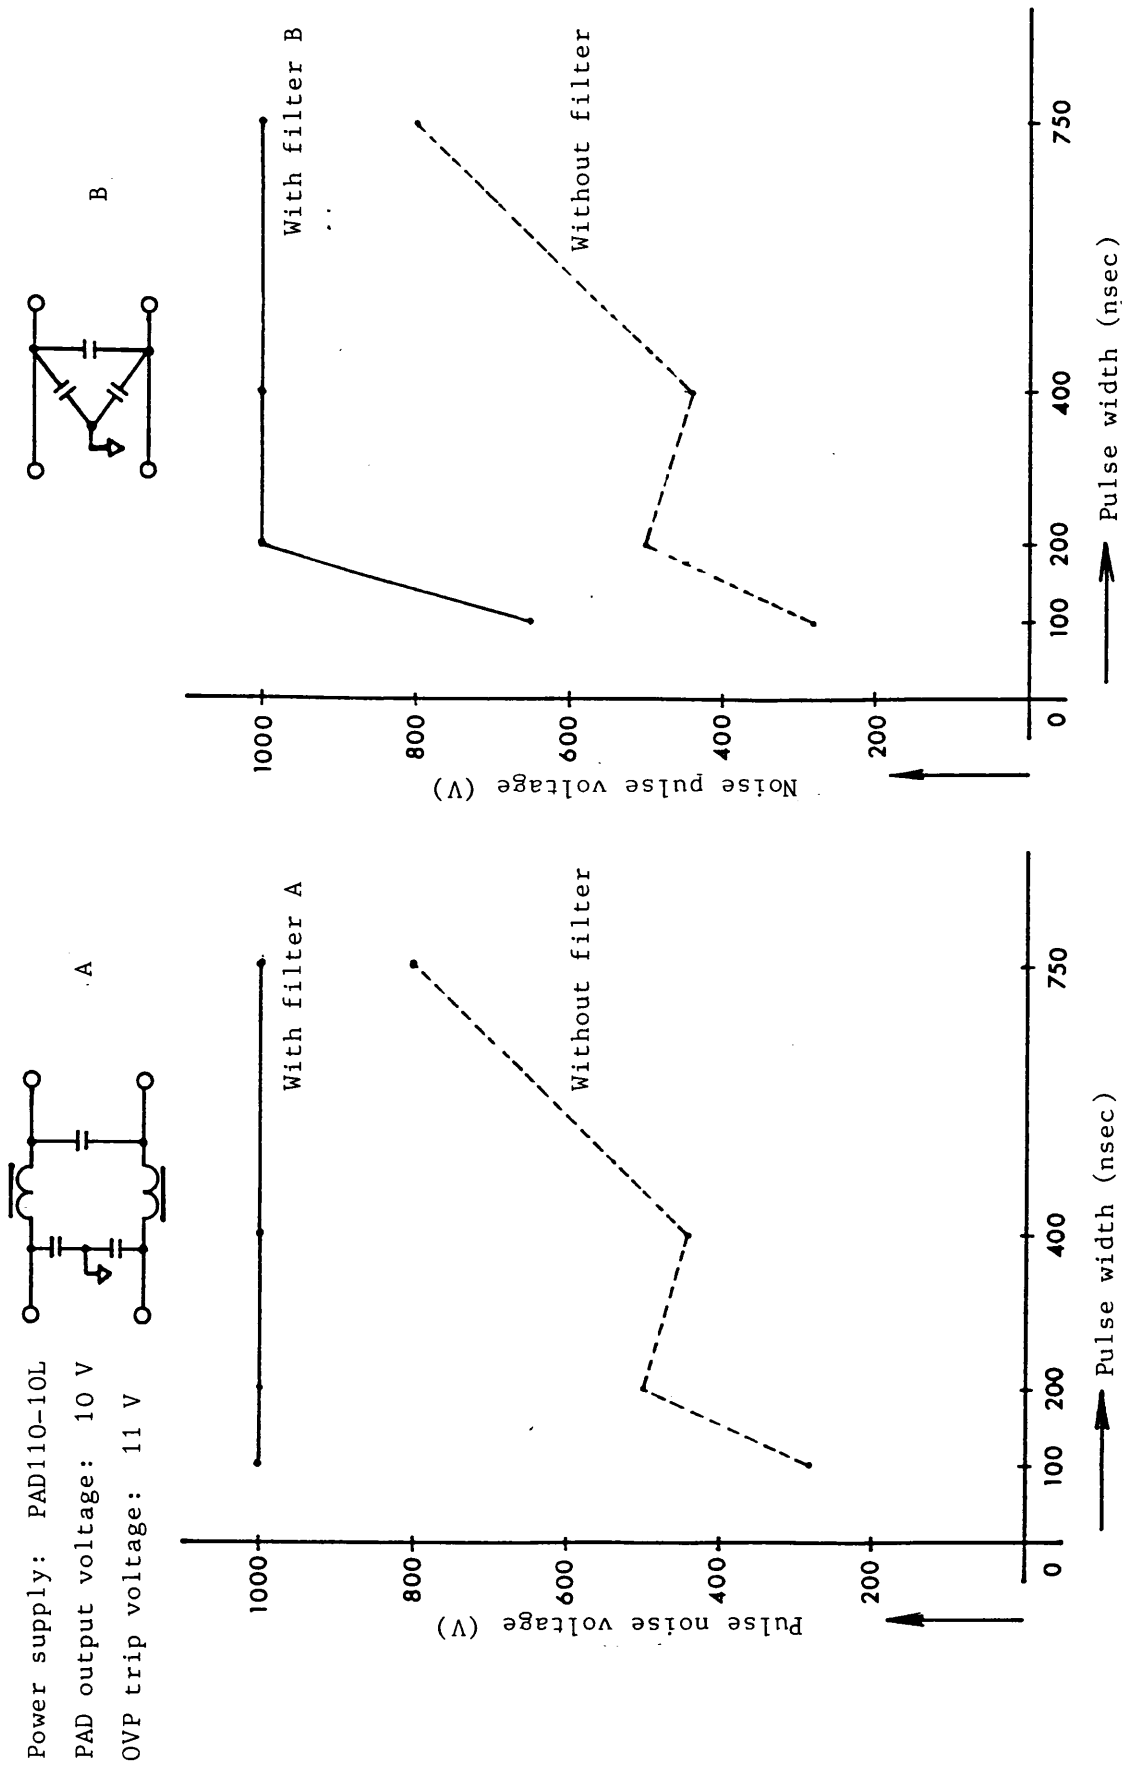 Power supply: PAD110-10L
PAD output voltage: 10 V
OVP trip voltage: 11 V
A
With filter A
Without filter
1000
800
600
400
200
0
Pulse noise voltage (V)
100
200
400
750
Pulse width (nsec)
B
With filter B
Without filter
1000
800
600
400
200
0
Noise pulse voltage (V)
100
200
400
750
Pulse width (nsec)